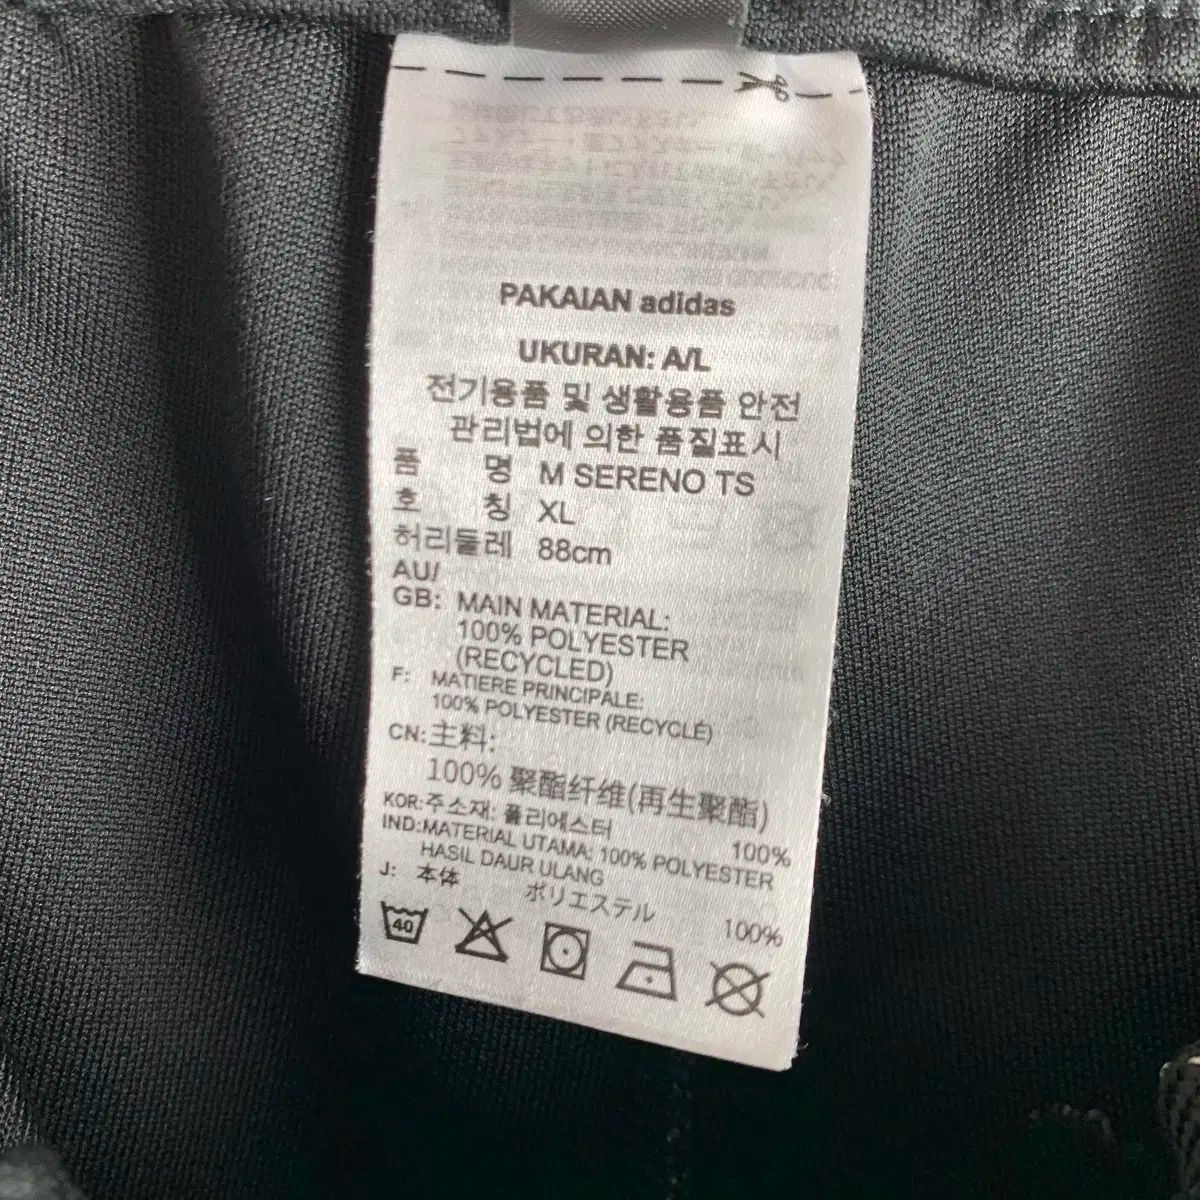 PAKAIAN adidas
UKURAN: A/L
전기용품 및 생활용품 안전
관리법에 의한 품질표시
품 명 M SERENO TS
호 칭 XL
허리둘레 88cm
AU/
GB: MAIN MATERIAL:
100% POLYESTER
(RECYCLED)
F: MATIERE PRINCIPALE:
100% POLYESTER (RECYCLÉ)
CN:主料:
100% 聚酯纤维(再生聚酯)
KOR:주소재: 폴리에스터 100%
IND:MATERIAL UTAMA: 100% POLYESTER
HASIL DAUR ULANG
J: 本体 ポリエステル 100%
40